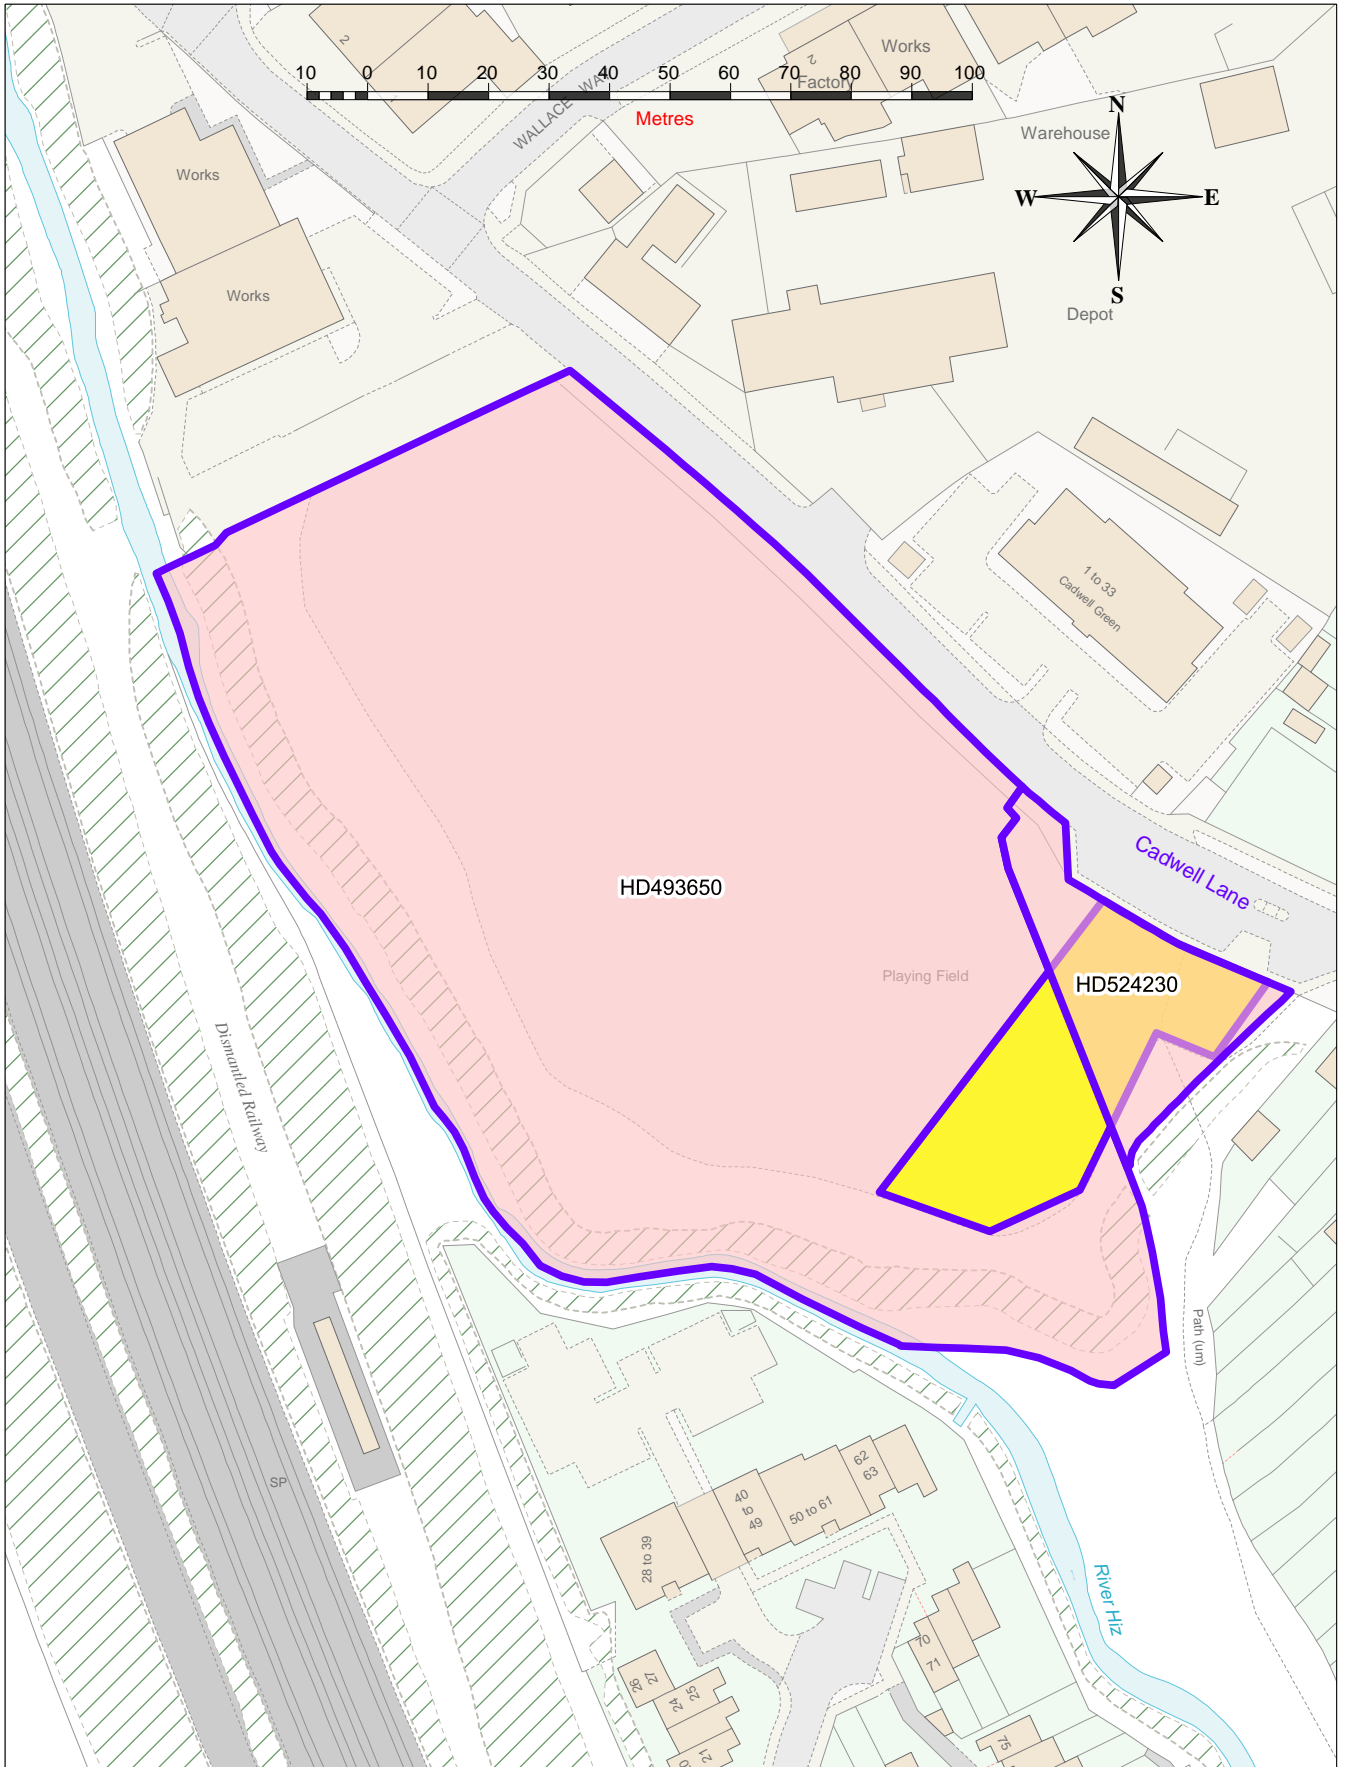 2
Works
2
Factory
10 0 10 20 30 40 50 60 70 80 90 100
Metres
WALLACE WAY
N
W
E
S
Warehouse
Works
Works
Depot
1 to 33
Cadwell Green
Cadwell Lane
HD493650
Playing Field
HD524230
Dismantled Railway
Path (um)
SP
28 to 39
40
to
49
50 to 61
62
63
River Hiz
70
71
26
27
24
25
21
75